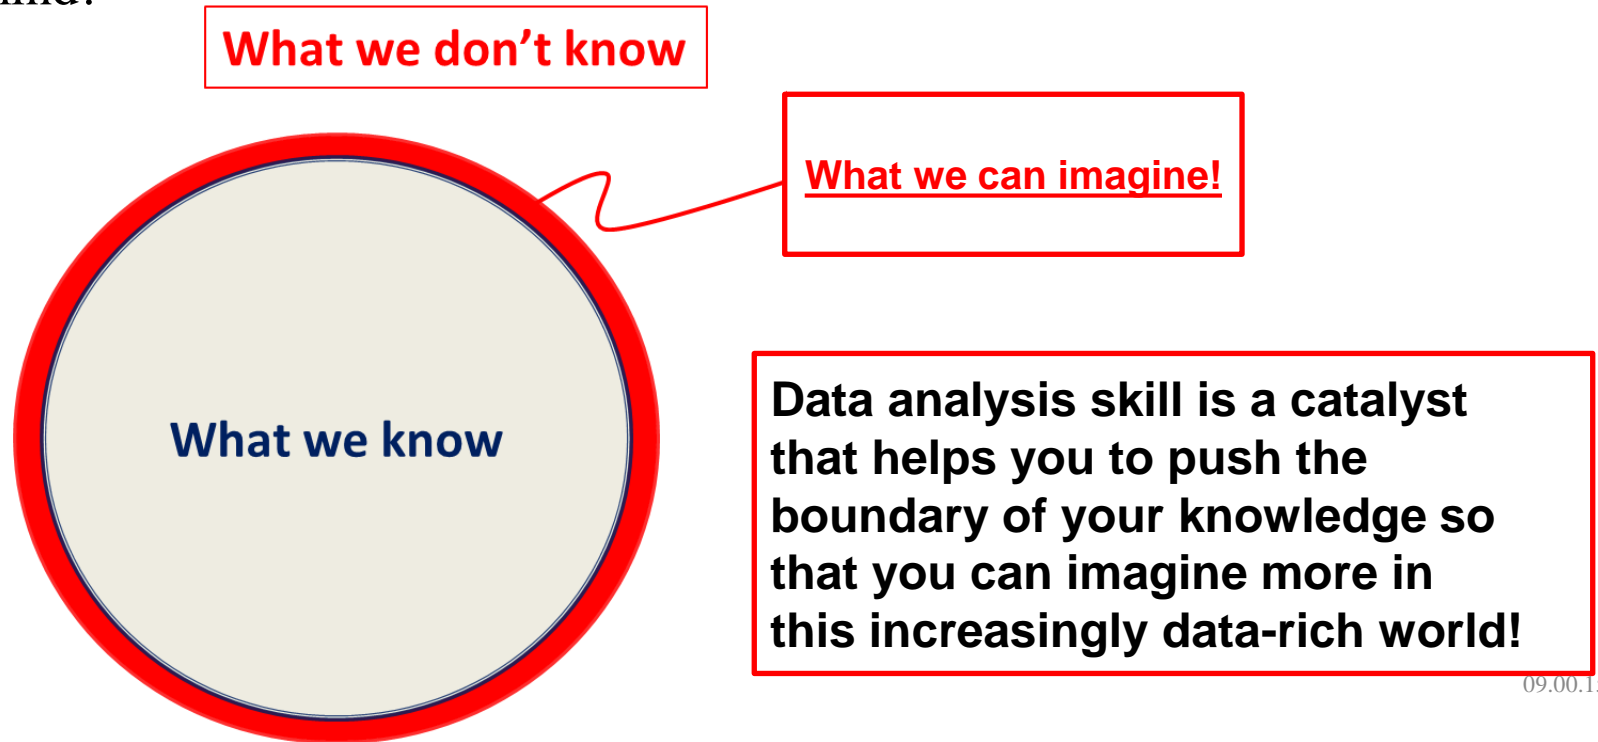 What we don't know
What we can imagine!
What we know
Data analysis skill is a catalyst
that helps you to push the
boundary of your knowledge so
that you can imagine more in
this increasingly data-rich world!